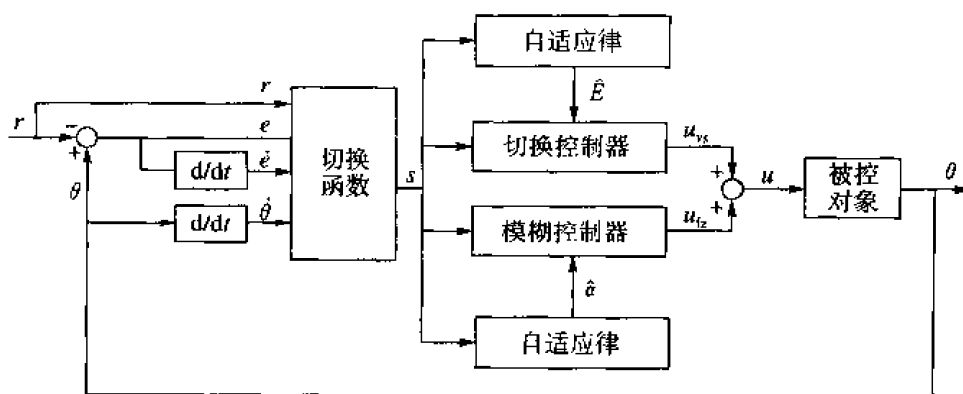 自适应律
r
Ê
r
−
e
切换控制器
u_vs
+
d/dt
ė
切换函数
s
+
u
被控对象
θ
θ
+
d/dt
θ̇
模糊控制器
u_fz
α̂
自适应律